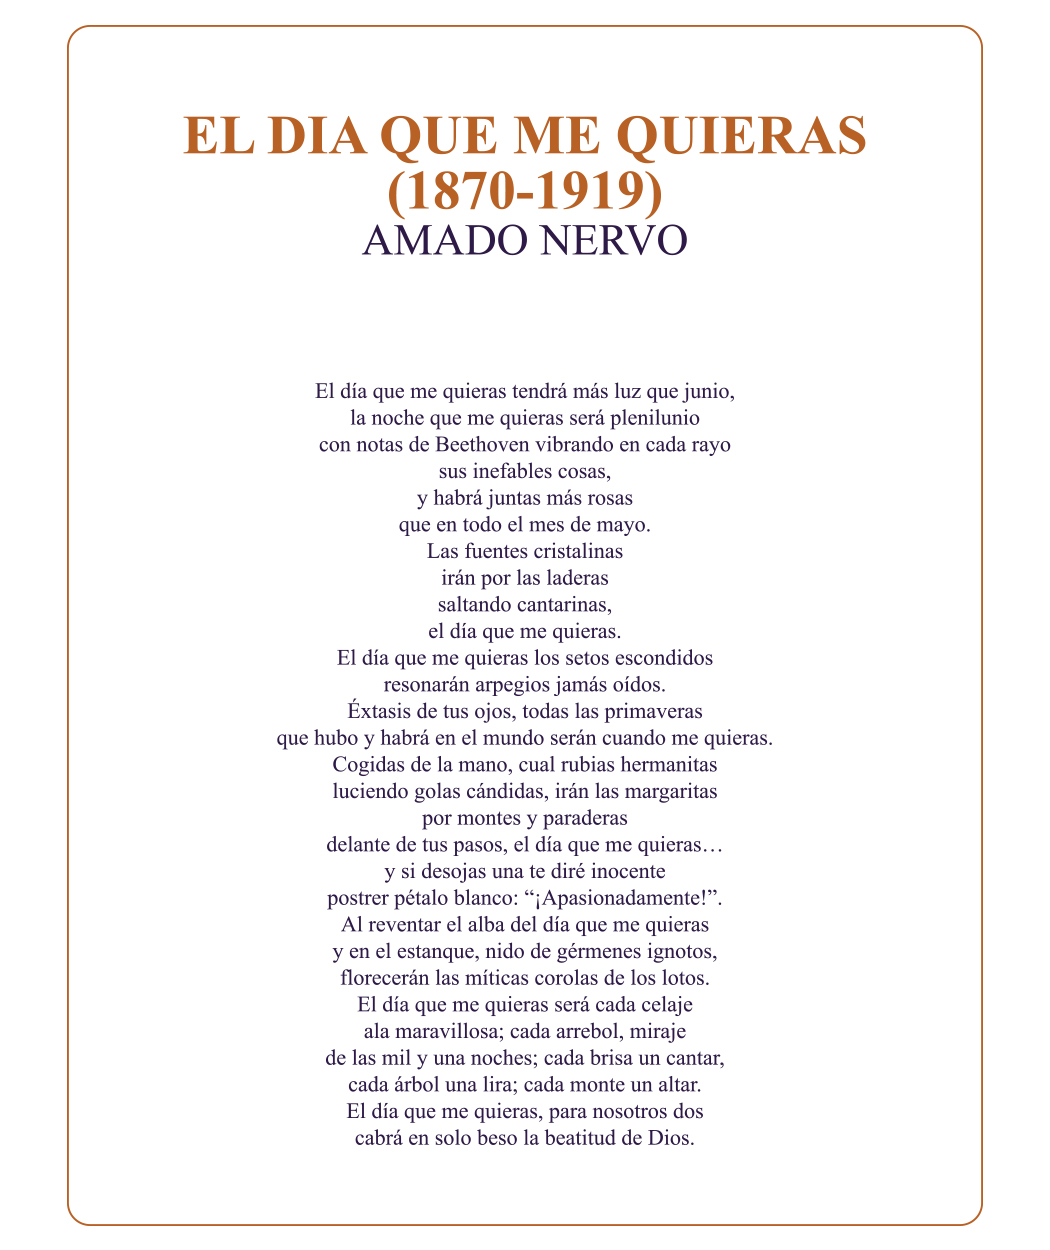 EL DIA QUE ME QUIERAS
(1870-1919)
AMADO NERVO
El día que me quieras tendrá más luz que junio,
la noche que me quieras será plenilunio
con notas de Beethoven vibrando en cada rayo
sus inefables cosas,
y habrá juntas más rosas
que en todo el mes de mayo.
Las fuentes cristalinas
irán por las laderas
saltando cantarinas,
el día que me quieras.
El día que me quieras los setos escondidos
resonarán arpegios jamás oídos.
Éxtasis de tus ojos, todas las primaveras
que hubo y habrá en el mundo serán cuando me quieras.
Cogidas de la mano, cual rubias hermanitas
luciendo golas cándidas, irán las margaritas
por montes y paraderas
delante de tus pasos, el día que me quieras…
y si desojas una te diré inocente
postrer pétalo blanco: “¡Apasionadamente!”.
Al reventar el alba del día que me quieras
y en el estanque, nido de gérmenes ignotos,
florecerán las míticas corolas de los lotos.
El día que me quieras será cada celaje
ala maravillosa; cada arrebol, miraje
de las mil y una noches; cada brisa un cantar,
cada árbol una lira; cada monte un altar.
El día que me quieras, para nosotros dos
cabrá en solo beso la beatitud de Dios.